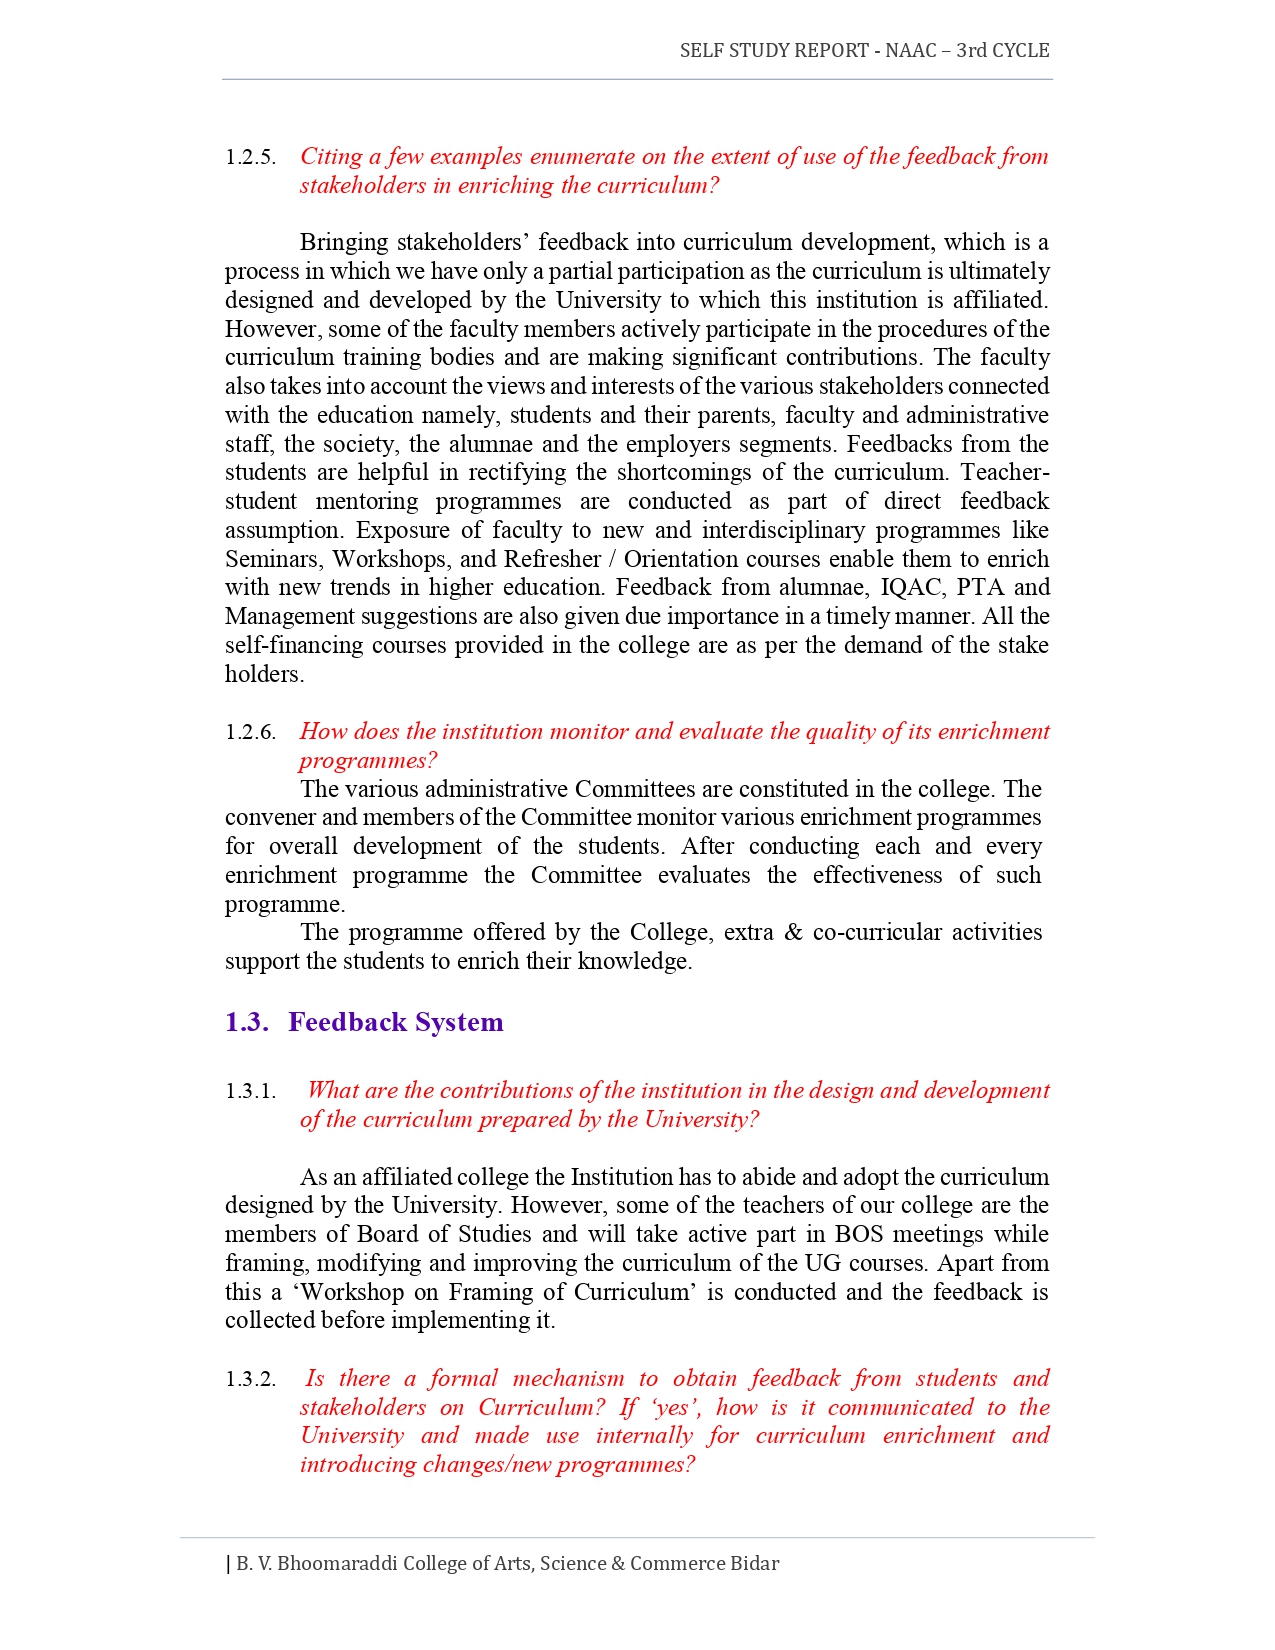 SELF STUDY REPORT - NAAC – 3rd CYCLE
1.2.5. Citing a few examples enumerate on the extent of use of the feedback from
stakeholders in enriching the curriculum?
Bringing stakeholders’ feedback into curriculum development, which is a
process in which we have only a partial participation as the curriculum is ultimately
designed and developed by the University to which this institution is affiliated.
However, some of the faculty members actively participate in the procedures of the
curriculum training bodies and are making significant contributions. The faculty
also takes into account the views and interests of the various stakeholders connected
with the education namely, students and their parents, faculty and administrative
staff, the society, the alumnae and the employers segments. Feedbacks from the
students are helpful in rectifying the shortcomings of the curriculum. Teacher-
student mentoring programmes are conducted as part of direct feedback
assumption. Exposure of faculty to new and interdisciplinary programmes like
Seminars, Workshops, and Refresher / Orientation courses enable them to enrich
with new trends in higher education. Feedback from alumnae, IQAC, PTA and
Management suggestions are also given due importance in a timely manner. All the
self-financing courses provided in the college are as per the demand of the stake
holders.
1.2.6. How does the institution monitor and evaluate the quality of its enrichment
programmes?
The various administrative Committees are constituted in the college. The
convener and members of the Committee monitor various enrichment programmes
for overall development of the students. After conducting each and every
enrichment programme the Committee evaluates the effectiveness of such
programme.
The programme offered by the College, extra & co-curricular activities
support the students to enrich their knowledge.
1.3. Feedback System
1.3.1. What are the contributions of the institution in the design and development
of the curriculum prepared by the University?
As an affiliated college the Institution has to abide and adopt the curriculum
designed by the University. However, some of the teachers of our college are the
members of Board of Studies and will take active part in BOS meetings while
framing, modifying and improving the curriculum of the UG courses. Apart from
this a ‘Workshop on Framing of Curriculum’ is conducted and the feedback is
collected before implementing it.
1.3.2. Is there a formal mechanism to obtain feedback from students and
stakeholders on Curriculum? If ‘yes’, how is it communicated to the
University and made use internally for curriculum enrichment and
introducing changes/new programmes?
| B. V. Bhoomaraddi College of Arts, Science & Commerce Bidar